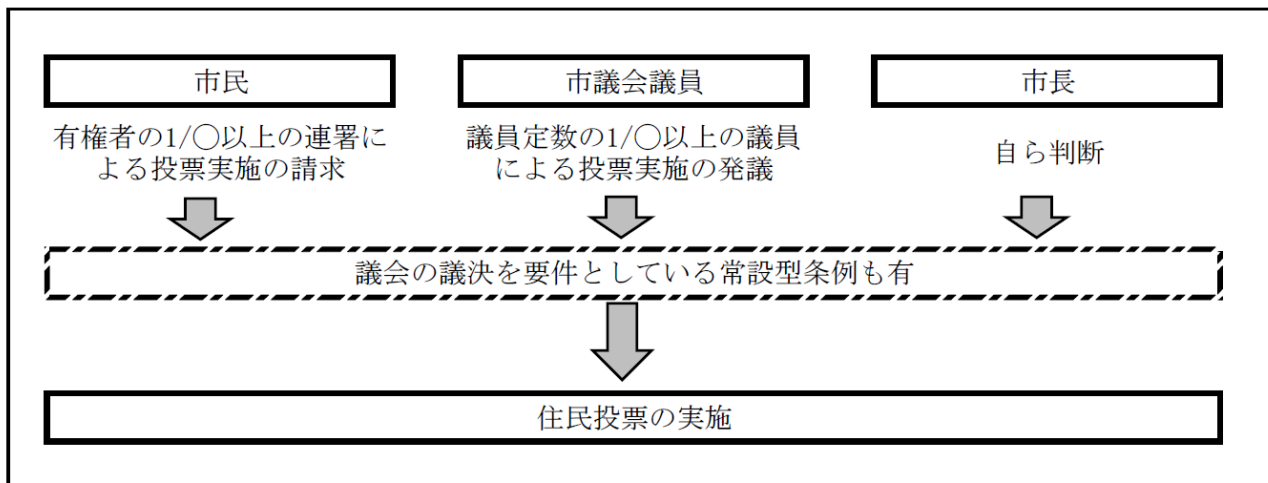 市民
有権者の1/〇以上の連署に
よる投票実施の請求
市議会議員
議員定数の1/〇以上の議員
による投票実施の発議
市長
自ら判断
議会の議決を要件としている常設型条例も有
住民投票の実施